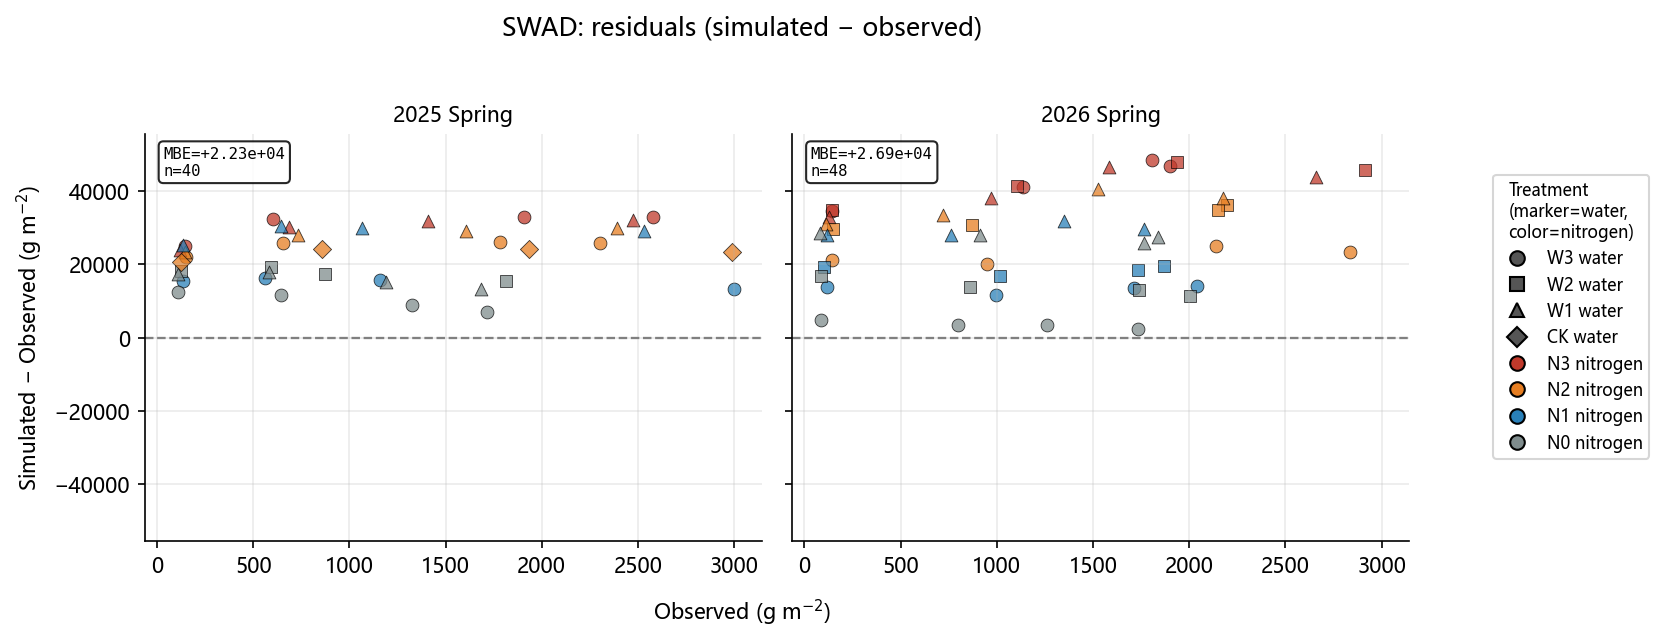 SWAD: residuals (simulated − observed)
2025 Spring
2026 Spring
MBE=+2.23e+04
n=40
MBE=+2.69e+04
n=48
Simulated − Observed (g m⁻²)
40000
20000
0
−20000
−40000
0 500 1000 1500 2000 2500 3000
0 500 1000 1500 2000 2500 3000
Observed (g m⁻²)
Treatment
(marker=water,
color=nitrogen)
W3 water
W2 water
W1 water
CK water
N3 nitrogen
N2 nitrogen
N1 nitrogen
N0 nitrogen